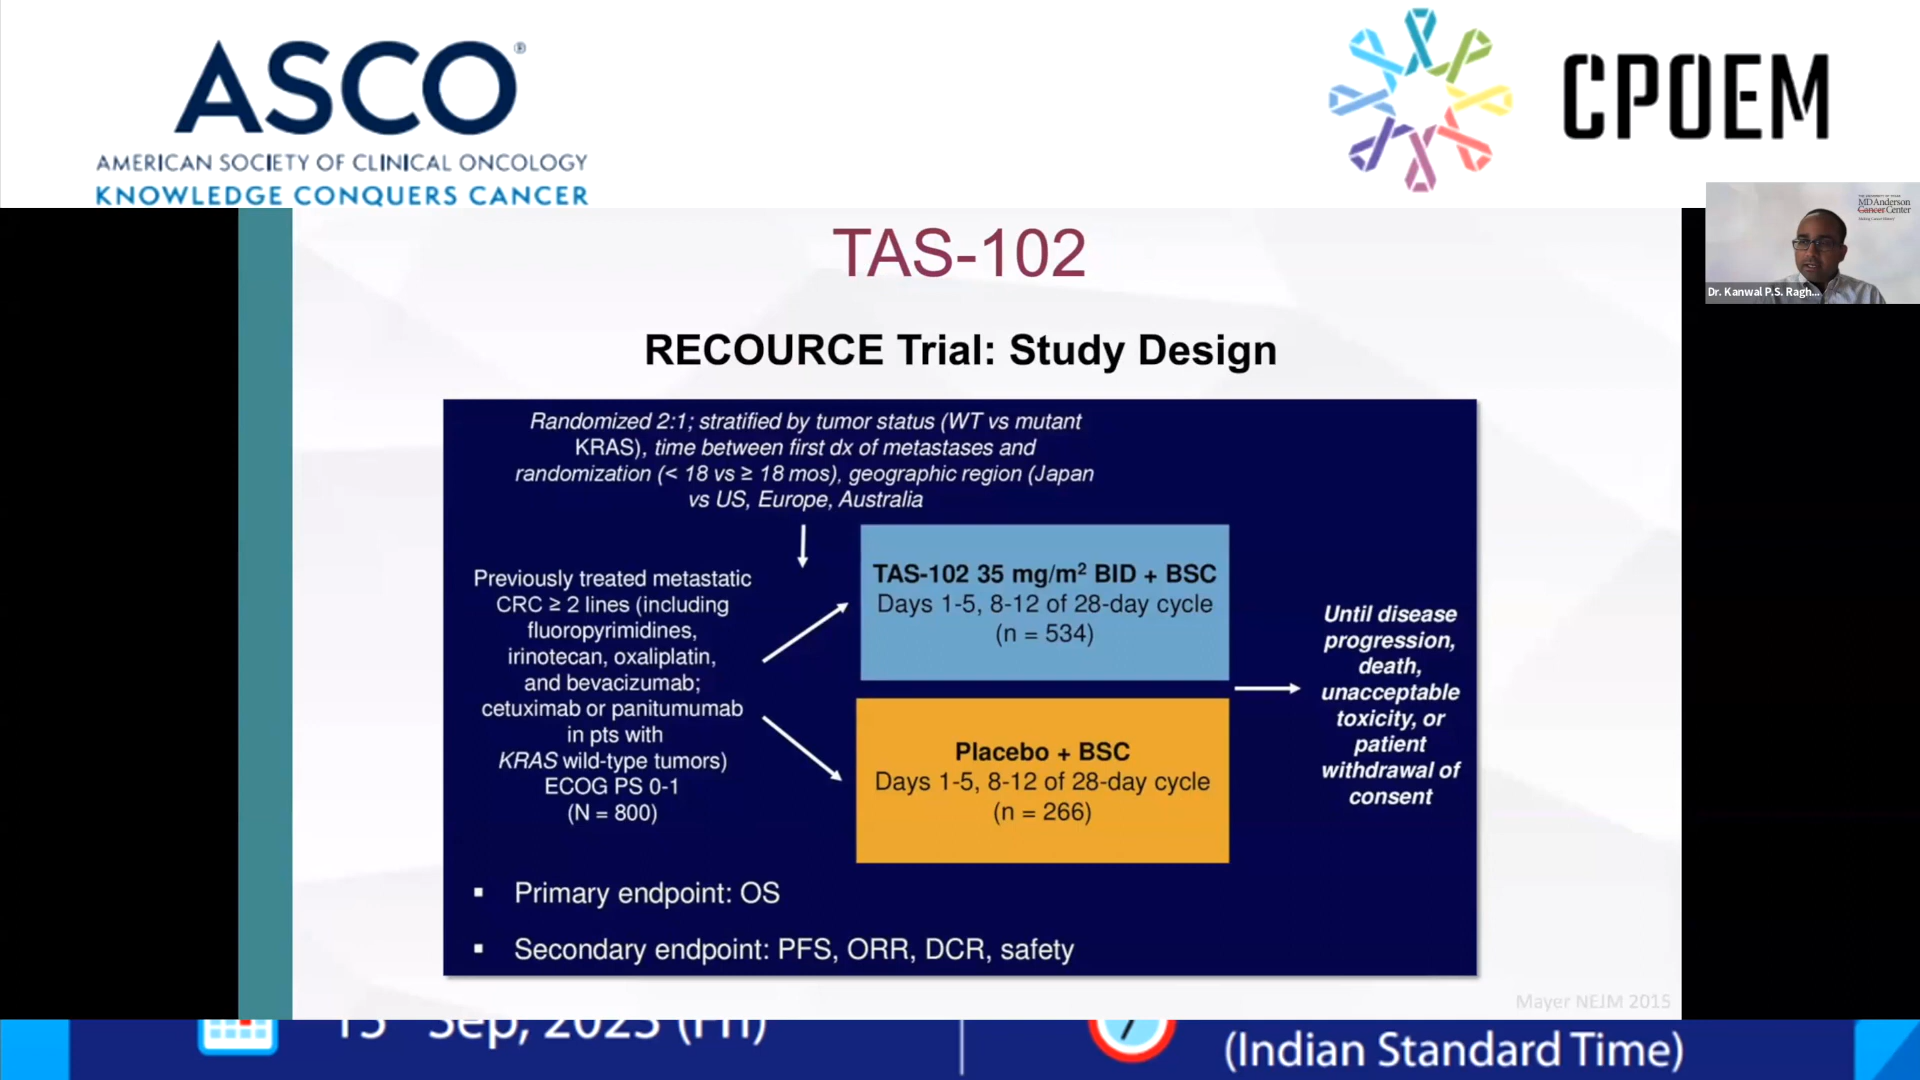 ASCO®
AMERICAN SOCIETY OF CLINICAL ONCOLOGY
KNOWLEDGE CONQUERS CANCER
CPOEM
MD Anderson
Cancer Center
Dr. Kanwal P.S. Ragh...
TAS-102
RECOURCE Trial: Study Design
Randomized 2:1; stratified by tumor status (WT vs mutant
KRAS), time between first dx of metastases and
randomization (< 18 vs ≥ 18 mos), geographic region (Japan
vs US, Europe, Australia
Previously treated metastatic
CRC ≥ 2 lines (including
fluoropyrimidines,
irinotecan, oxaliplatin,
and bevacizumab;
cetuximab or panitumumab
in pts with
KRAS wild-type tumors)
ECOG PS 0-1
(N = 800)
TAS-102 35 mg/m² BID + BSC
Days 1-5, 8-12 of 28-day cycle
(n = 534)
Placebo + BSC
Days 1-5, 8-12 of 28-day cycle
(n = 266)
Until disease
progression,
death,
unacceptable
toxicity, or
patient
withdrawal of
consent
▪ Primary endpoint: OS
▪ Secondary endpoint: PFS, ORR, DCR, safety
Mayer NEJM 2015
Sep, 2023 (Fri)
(Indian Standard Time)